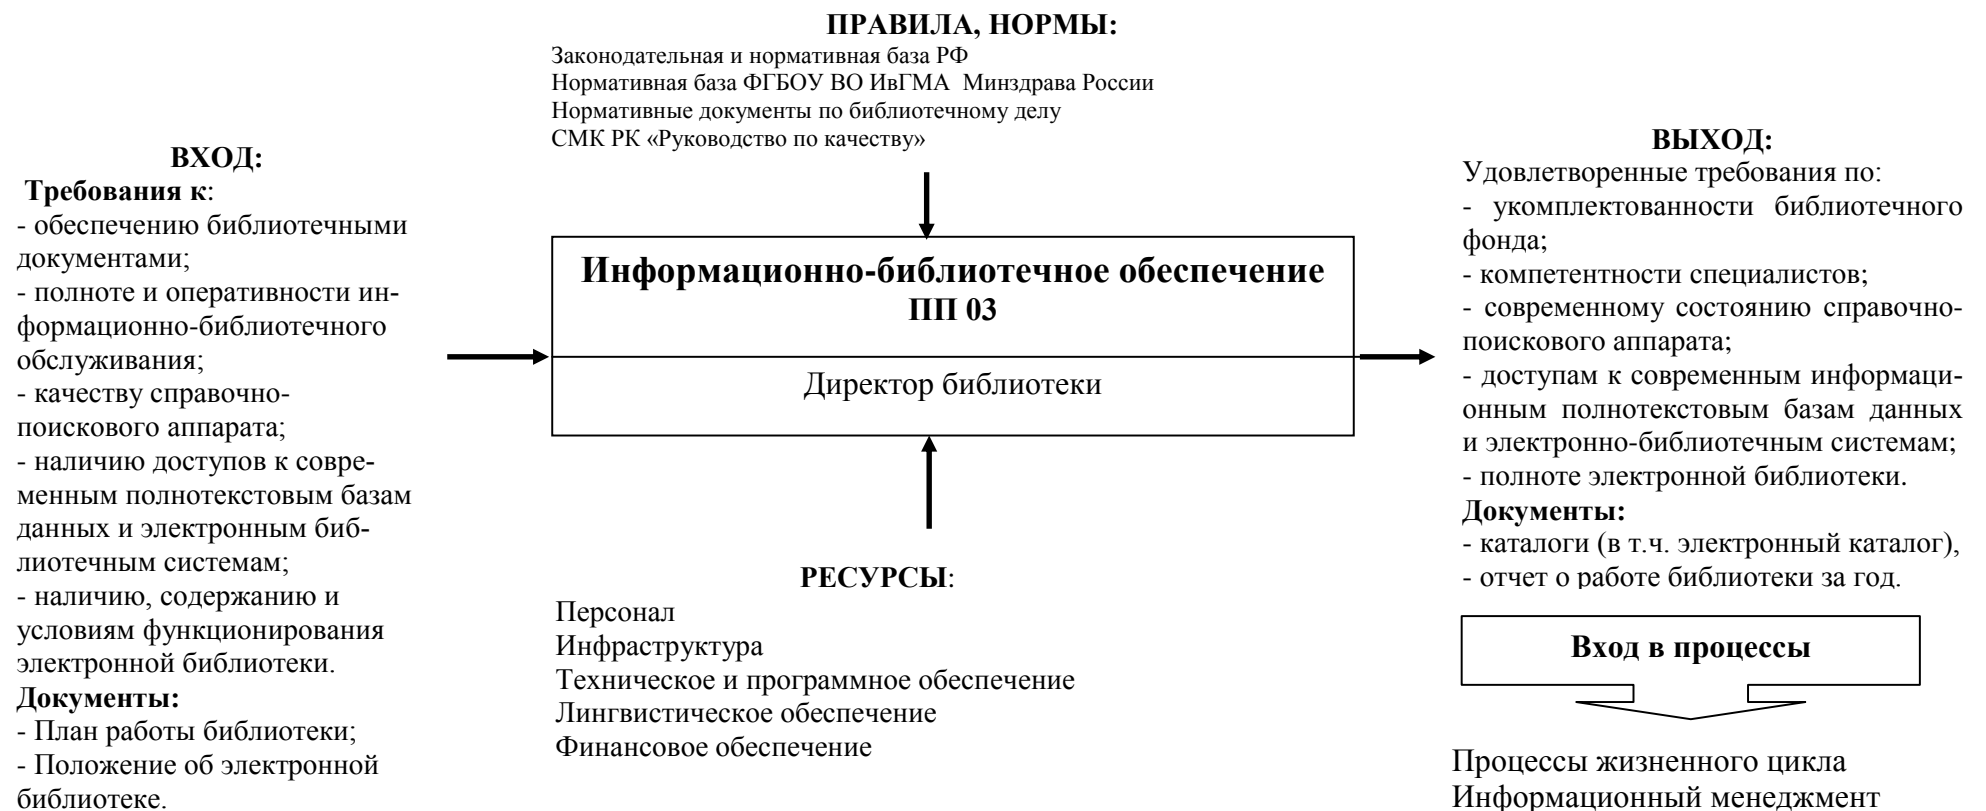 ПРАВИЛА, НОРМЫ:
Законодательная и нормативная база РФ
Нормативная база ФГБОУ ВО ИвГМА Минздрава России
Нормативные документы по библиотечному делу
СМК РК «Руководство по качеству»
ВХОД:
Требования к:
- обеспечению библиотечными
документами;
- полноте и оперативности ин-
формационно-библиотечного
обслуживания;
- качеству справочно-
поискового аппарата;
- наличию доступов к совре-
менным полнотекстовым базам
данных и электронным биб-
лиотечным системам;
- наличию, содержанию и
условиям функционирования
электронной библиотеки.
Документы:
- План работы библиотеки;
- Положение об электронной
библиотеке.
Информационно-библиотечное обеспечение
ПП 03
Директор библиотеки
РЕСУРСЫ:
Персонал
Инфраструктура
Техническое и программное обеспечение
Лингвистическое обеспечение
Финансовое обеспечение
ВЫХОД:
Удовлетворенные требования по:
- укомплектованности библиотечного
фонда;
- компетентности специалистов;
- современному состоянию справочно-
поискового аппарата;
- доступам к современным информаци-
онным полнотекстовым базам данных
и электронно-библиотечным системам;
- полноте электронной библиотеки.
Документы:
- каталоги (в т.ч. электронный каталог),
- отчет о работе библиотеки за год.
Вход в процессы
Процессы жизненного цикла
Информационный менеджмент